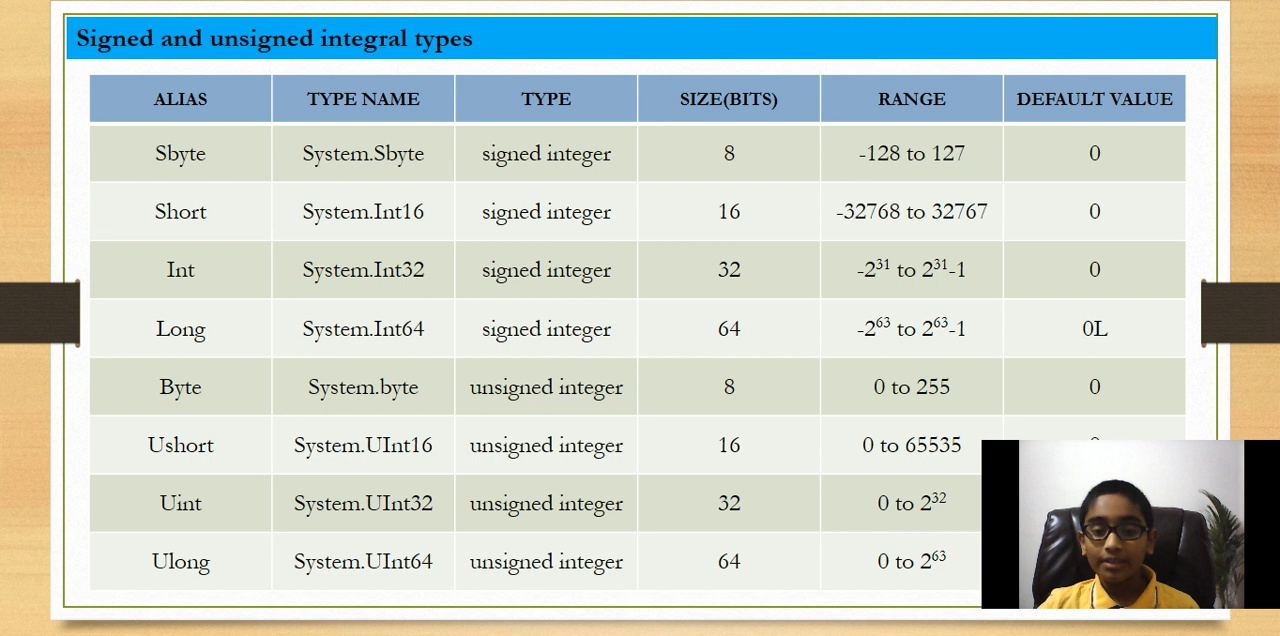 Signed and unsigned integral types
ALIAS TYPE NAME TYPE SIZE(BITS) RANGE DEFAULT VALUE
Sbyte System.Sbyte signed integer 8 -128 to 127 0
Short System.Int16 signed integer 16 -32768 to 32767 0
Int System.Int32 signed integer 32 -2³¹ to 2³¹-1 0
Long System.Int64 signed integer 64 -2⁶³ to 2⁶³-1 0L
Byte System.byte unsigned integer 8 0 to 255 0
Ushort System.UInt16 unsigned integer 16 0 to 65535
Uint System.UInt32 unsigned integer 32 0 to 2³²
Ulong System.UInt64 unsigned integer 64 0 to 2⁶³